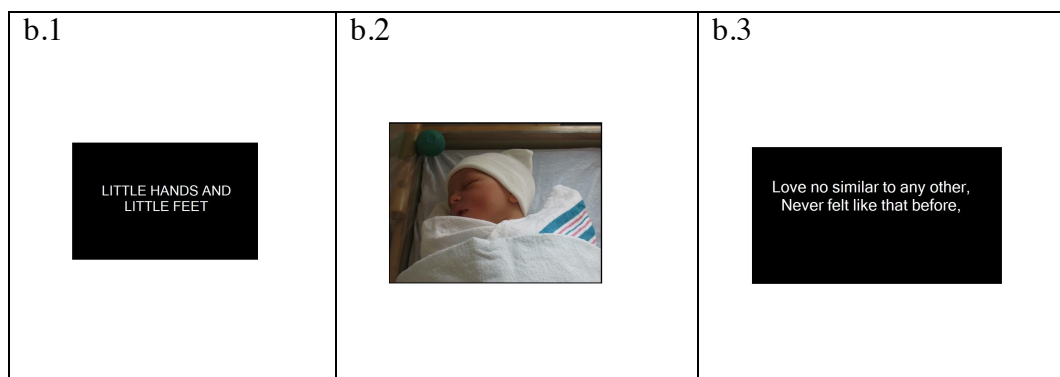 b.1
b.2
b.3
LITTLE HANDS AND
LITTLE FEET
Love no similar to any other,
Never felt like that before,